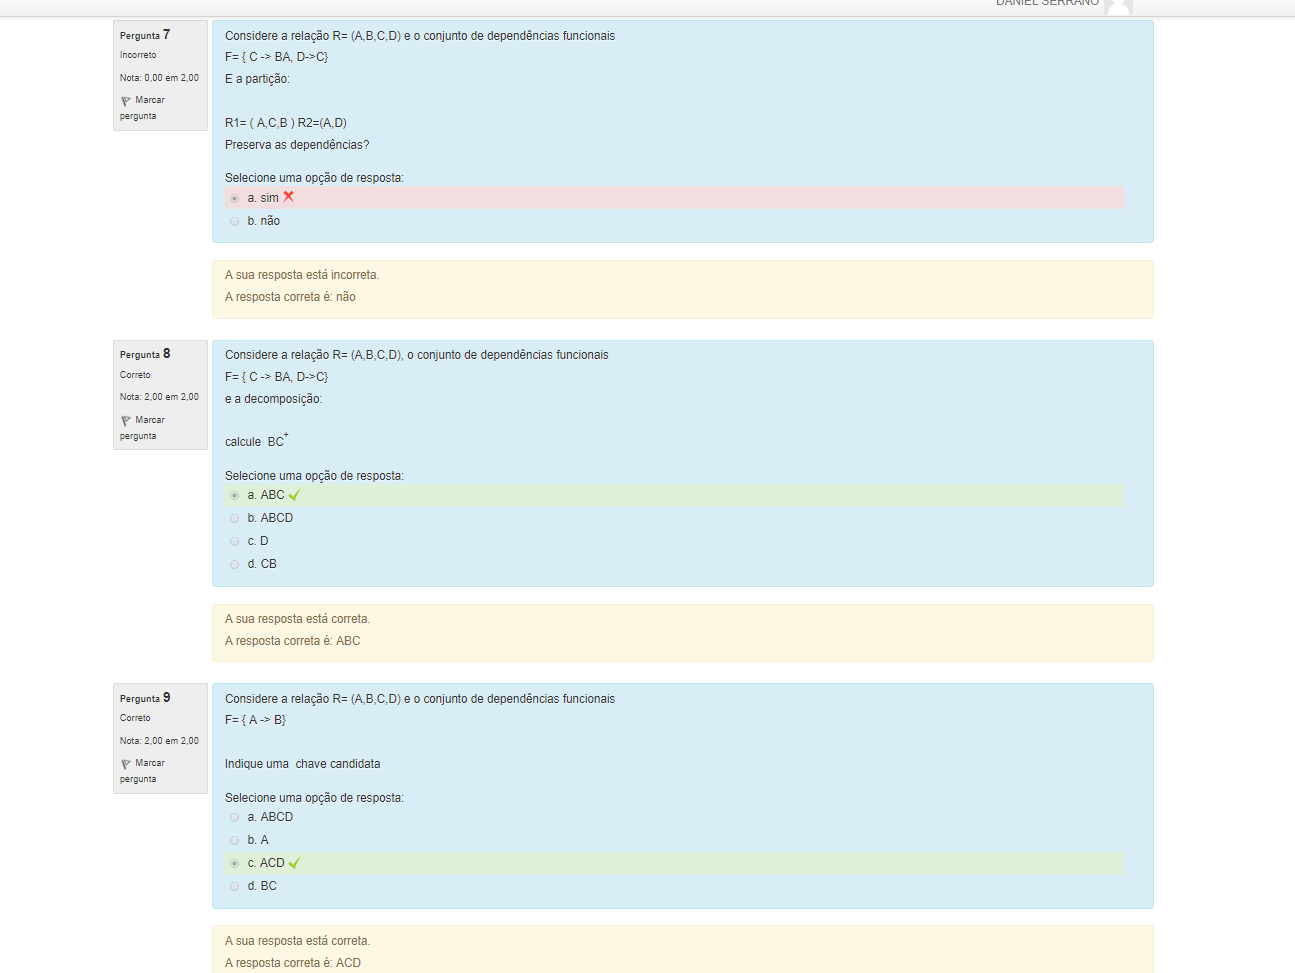 DANIEL SERRANO
Pergunta 7
Incorreto
Nota: 0,00 em 2,00
Marcar
pergunta
Considere a relação R= (A,B,C,D) e o conjunto de dependências funcionais
F= { C -> BA, D->C}
E a partição:
R1= ( A,C,B ) R2=(A,D)
Preserva as dependências?
Selecione uma opção de resposta:
a. sim
b. não
A sua resposta está incorreta.
A resposta correta é: não
Pergunta 8
Correto
Nota: 2,00 em 2,00
Marcar
pergunta
Considere a relação R= (A,B,C,D), o conjunto de dependências funcionais
F= { C -> BA, D->C}
e a decomposição:
calcule BC+
Selecione uma opção de resposta:
a. ABC
b. ABCD
c. D
d. CB
A sua resposta está correta.
A resposta correta é: ABC
Pergunta 9
Correto
Nota: 2,00 em 2,00
Marcar
pergunta
Considere a relação R= (A,B,C,D) e o conjunto de dependências funcionais
F= { A -> B}
Indique uma chave candidata
Selecione uma opção de resposta:
a. ABCD
b. A
c. ACD
d. BC
A sua resposta está correta.
A resposta correta é: ACD